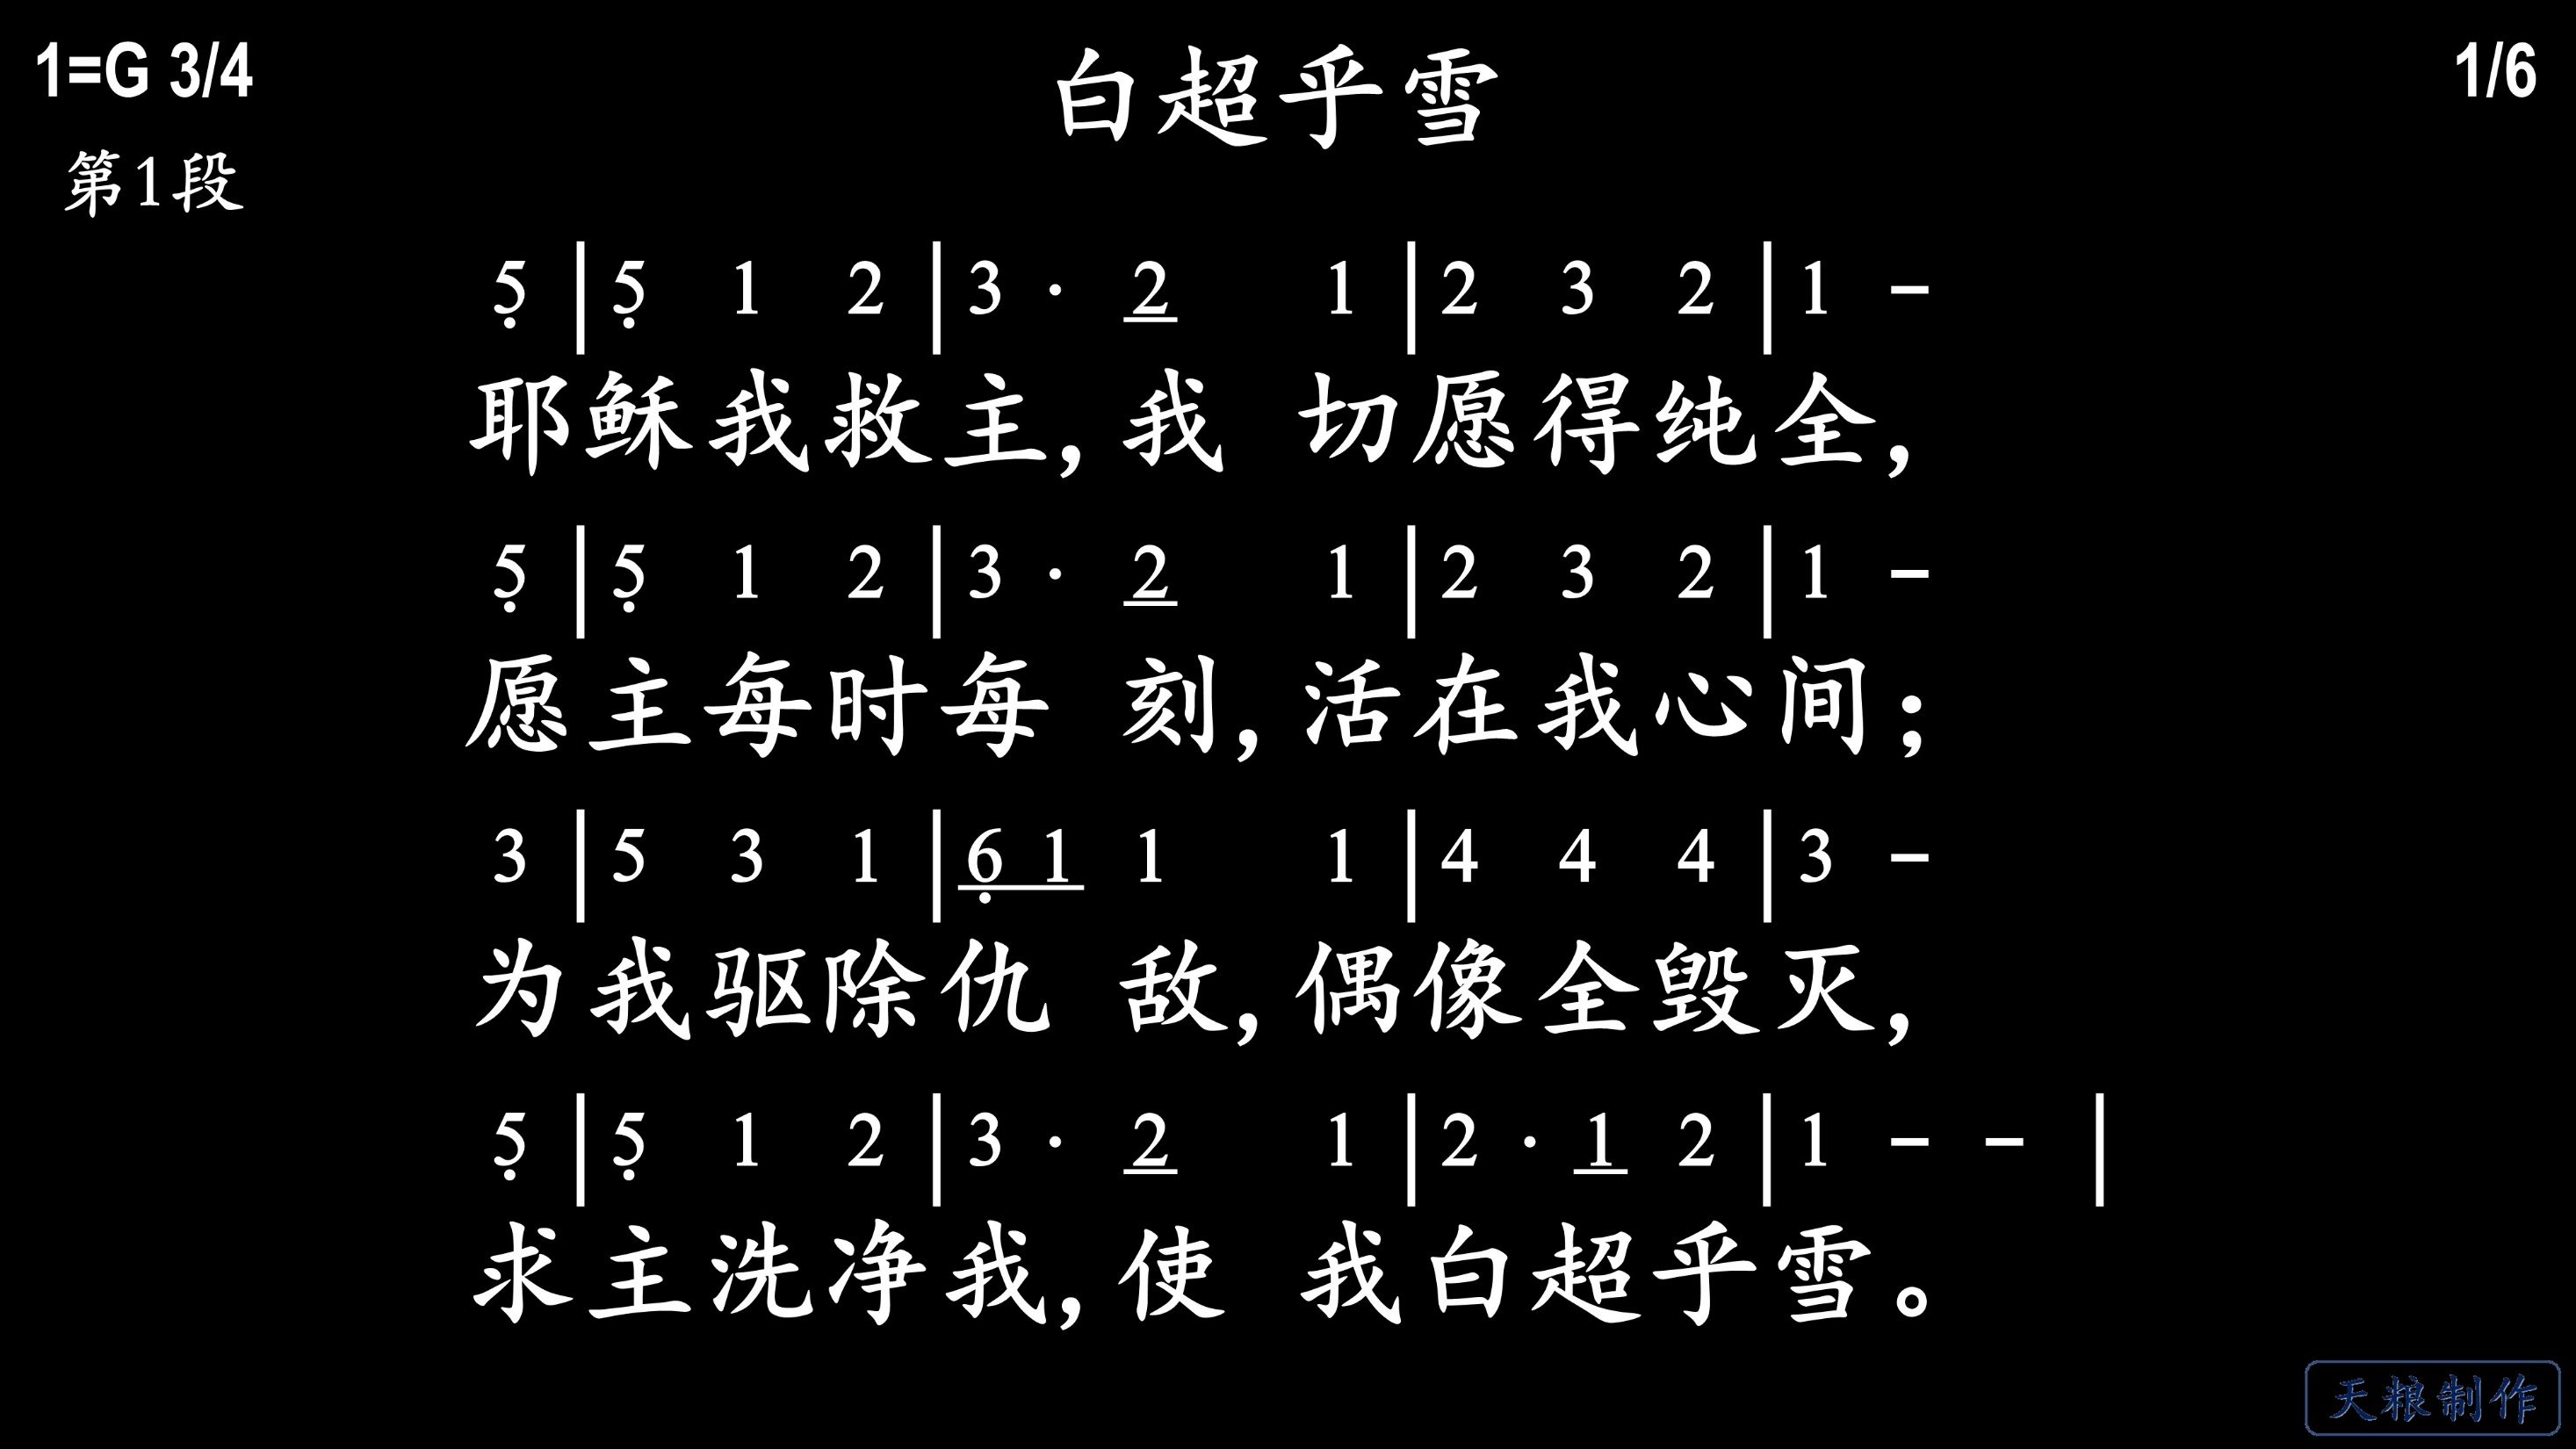 1=G 3/4
白超乎雪
1/6
第1段
5̣ | 5̣ 1 2 | 3 · 2̲ 1 | 2 3 2 | 1 –
耶稣我救主,我 切愿得纯全,
5̣ | 5̣ 1 2 | 3 · 2̲ 1 | 2 3 2 | 1 –
愿主每时每 刻,活在我心间;
3 | 5 3 1 | 6̲̣ 1̲ 1 1 | 4 4 4 | 3 –
为我驱除仇 敌,偶像全毁灭,
5̣ | 5̣ 1 2 | 3 · 2̲ 1 | 2 · 1̲ 2 | 1 – – |
求主洗净我,使 我白超乎雪。
天粮制作